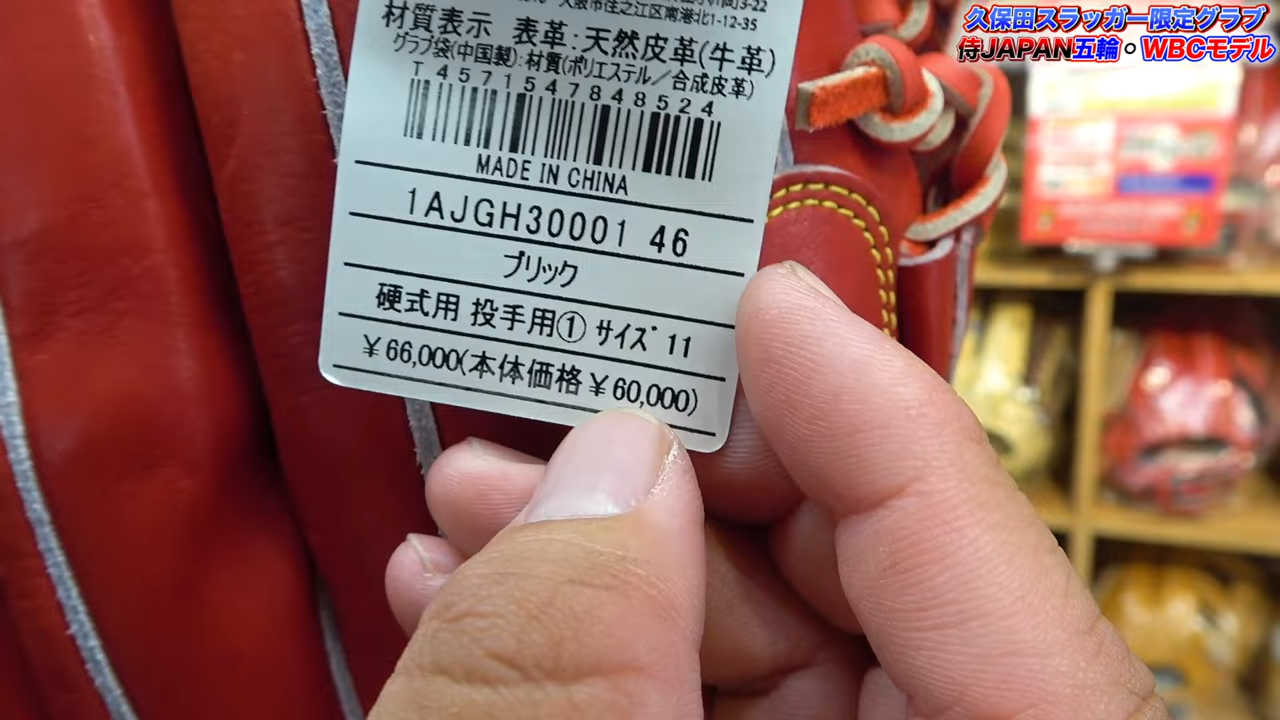 久保田スラッガー限定グラブ
侍JAPAN五輪・WBCモデル
大阪市住之江区南港北1-12-35
材質表示 表革:天然皮革(牛革)
グラブ袋(中国製):材質(ポリエステル/合成皮革)
T 4571547848524
MADE IN CHINA
1AJGH30001 46
ブリック
硬式用 投手用① サイズ 11
￥66,000(本体価格￥60,000)